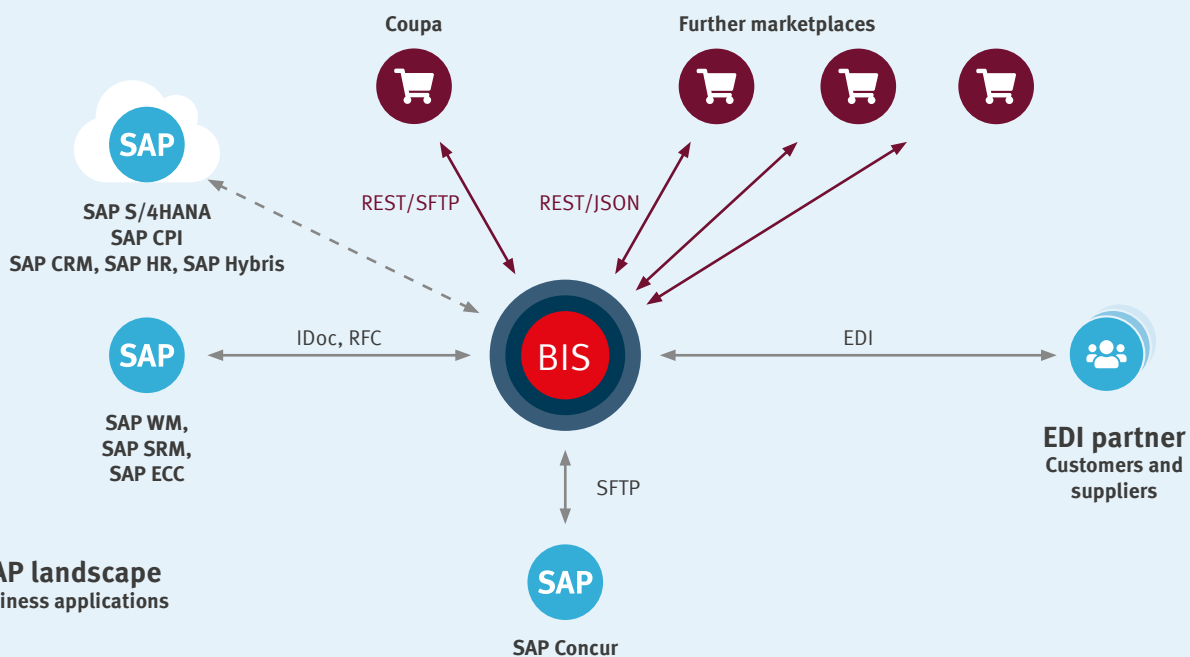 Coupa
Further marketplaces
SAP
SAP S/4HANA
SAP CPI
SAP CRM, SAP HR, SAP Hybris
REST/SFTP
REST/JSON
SAP
IDoc, RFC
BIS
EDI
SAP WM,
SAP SRM,
SAP ECC
EDI partner
Customers and
suppliers
SFTP
AP landscape
iness applications
SAP
SAP Concur